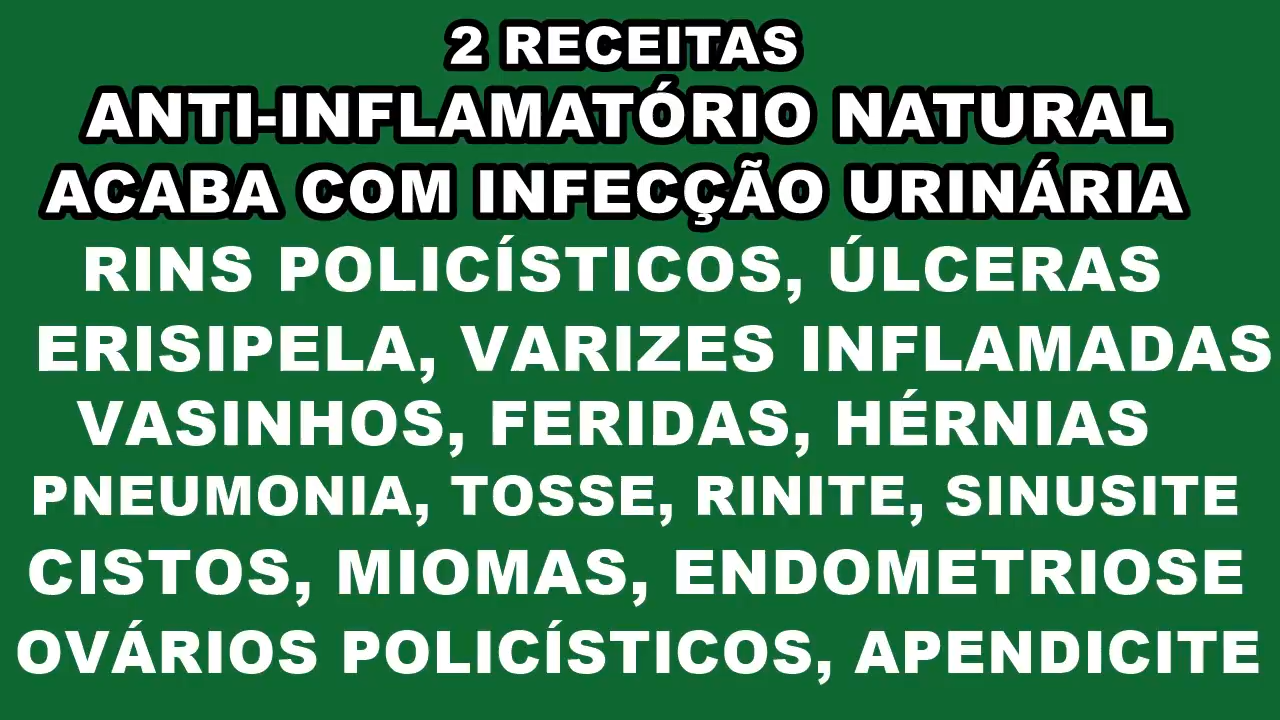 2 RECEITAS
ANTI-INFLAMATÓRIO NATURAL
ACABA COM INFECÇÃO URINÁRIA
RINS POLICÍSTICOS, ÚLCERAS
ERISIPELA, VARIZES INFLAMADAS
VASINHOS, FERIDAS, HÉRNIAS
PNEUMONIA, TOSSE, RINITE, SINUSITE
CISTOS, MIOMAS, ENDOMETRIOSE
OVÁRIOS POLICÍSTICOS, APENDICITE